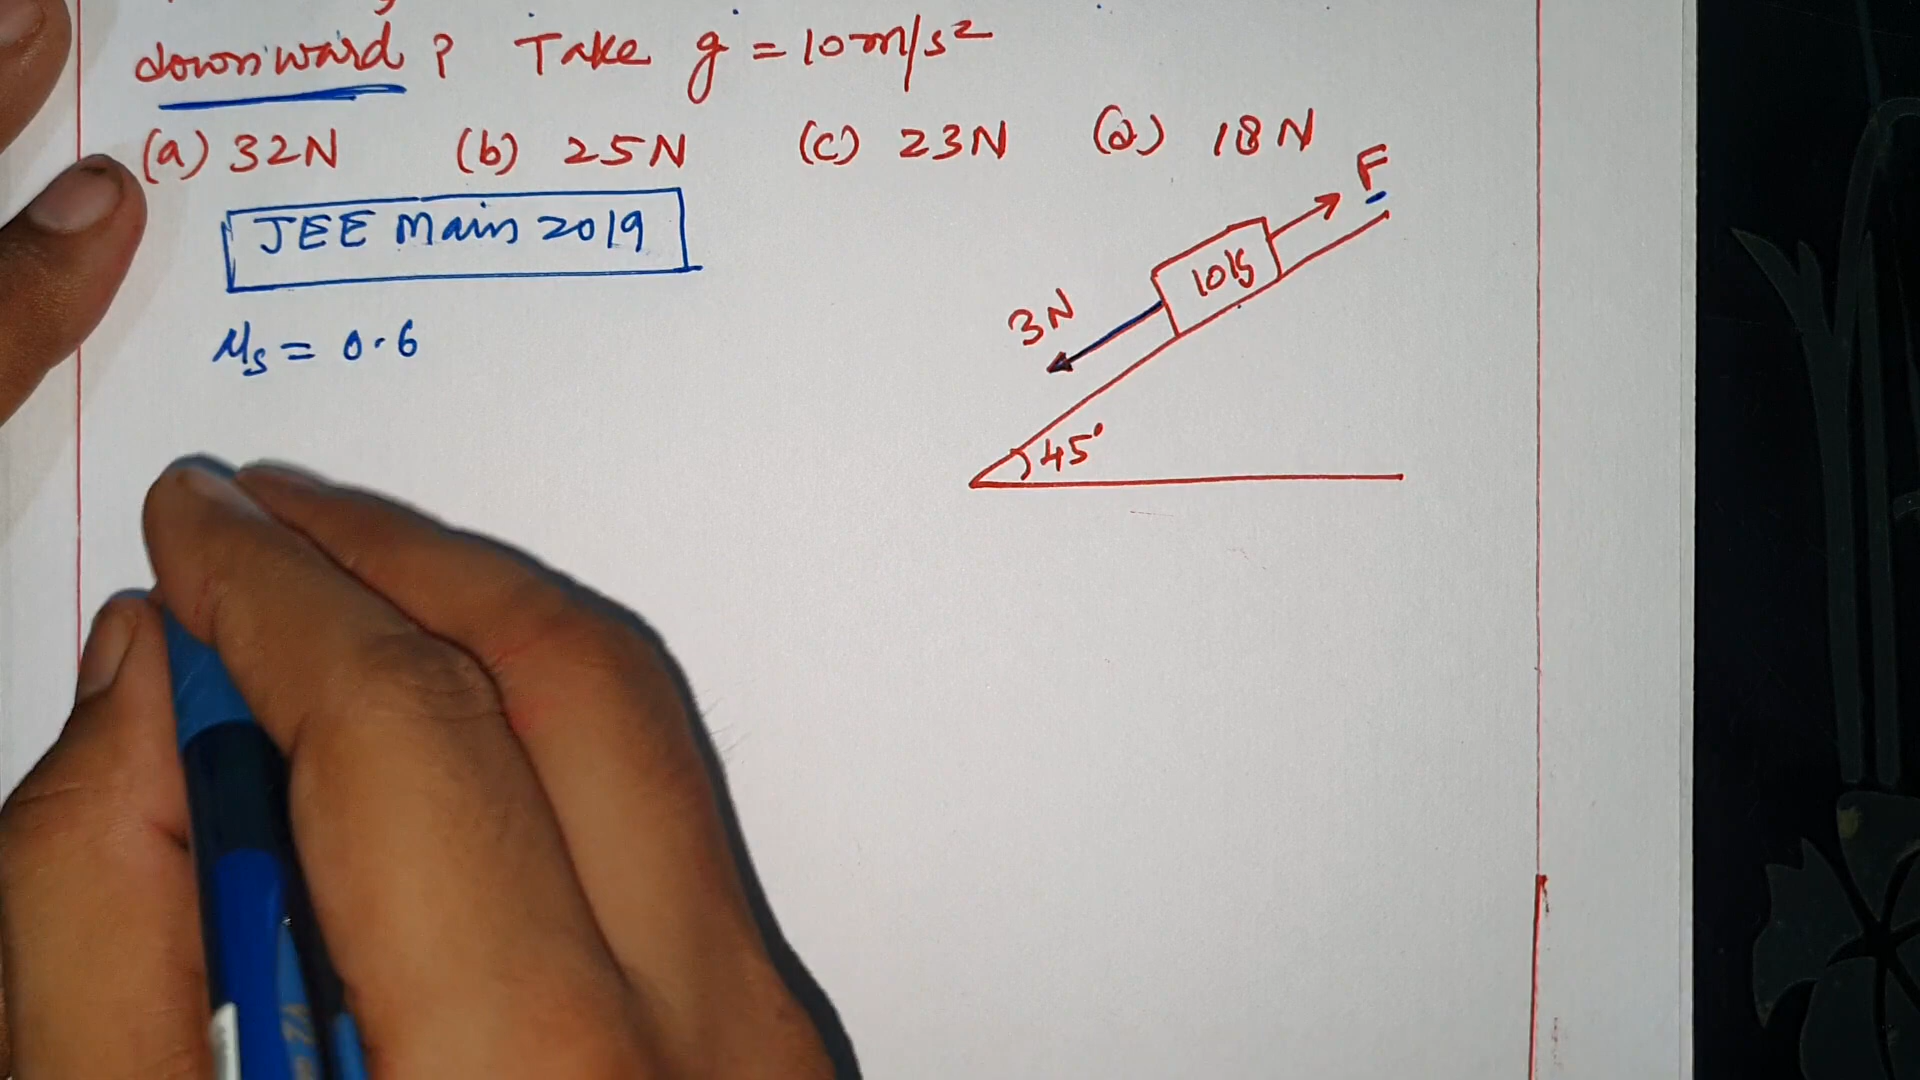 downward? Take g = 10 m/s²
(a) 32N (b) 25N (c) 23N (d) 18N
JEE Main 2019
F
10kg
3N
μs = 0.6
45°